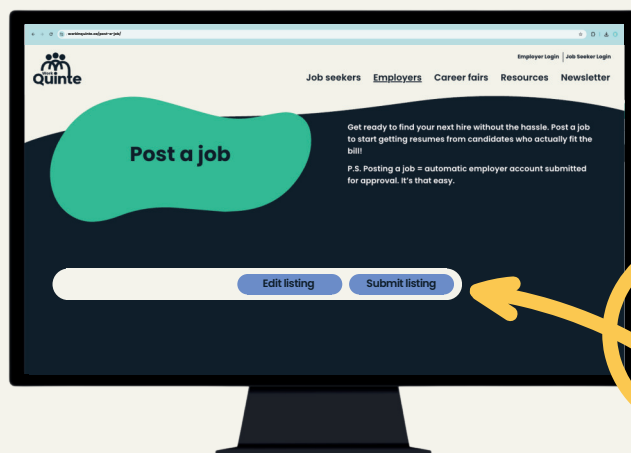 workinquinte.ca/post-a-job/
Employer Login | Job Seeker Login
Work in
Quinte
Job seekers Employers Career fairs Resources Newsletter
Post a job
Get ready to find your next hire without the hassle. Post a job
to start getting resumes from candidates who actually fit the
bill!
P.S. Posting a job = automatic employer account submitted
for approval. It's that easy.
Edit listing Submit listing